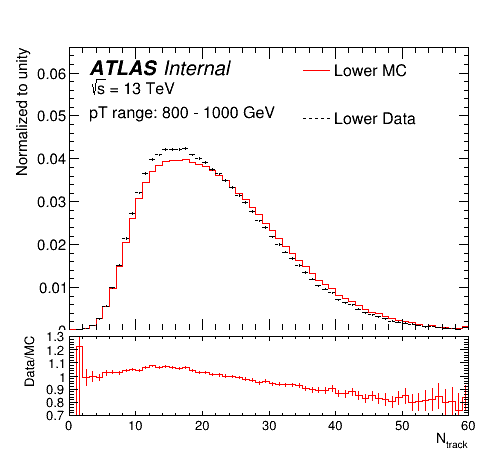 ATLAS Internal
√s = 13 TeV
pT range: 800 - 1000 GeV
Lower MC
Lower Data
Normalized to unity
0.06
0.05
0.04
0.03
0.02
0.01
0
Data/MC
1.3
1.2
1.1
1
0.9
0.8
0.7
0 10 20 30 40 50 60
Ntrack